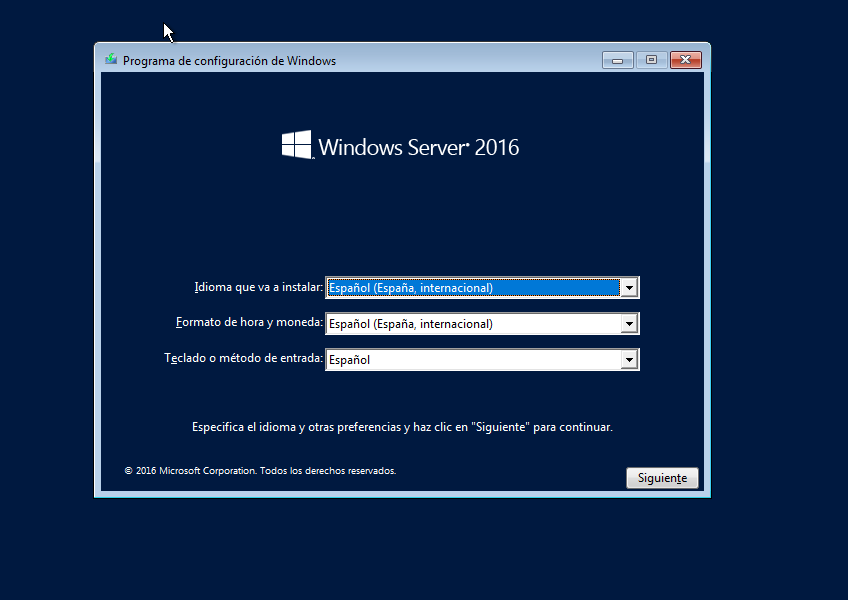 Programa de configuración de Windows
Windows Server® 2016
Idioma que va a instalar: Español (España, internacional)
Formato de hora y moneda: Español (España, internacional)
Teclado o método de entrada: Español
Especifica el idioma y otras preferencias y haz clic en "Siguiente" para continuar.
© 2016 Microsoft Corporation. Todos los derechos reservados.
Siguiente